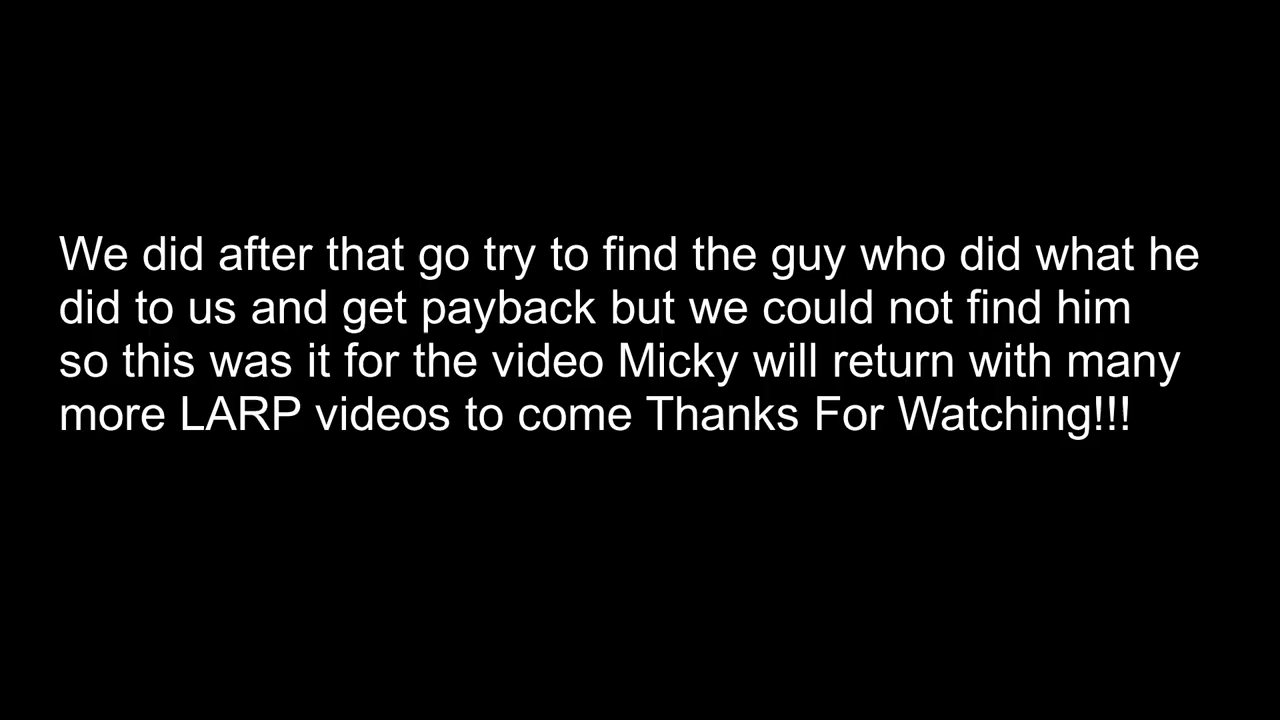 We did after that go try to find the guy who did what he
did to us and get payback but we could not find him
so this was it for the video Micky will return with many
more LARP videos to come Thanks For Watching!!!